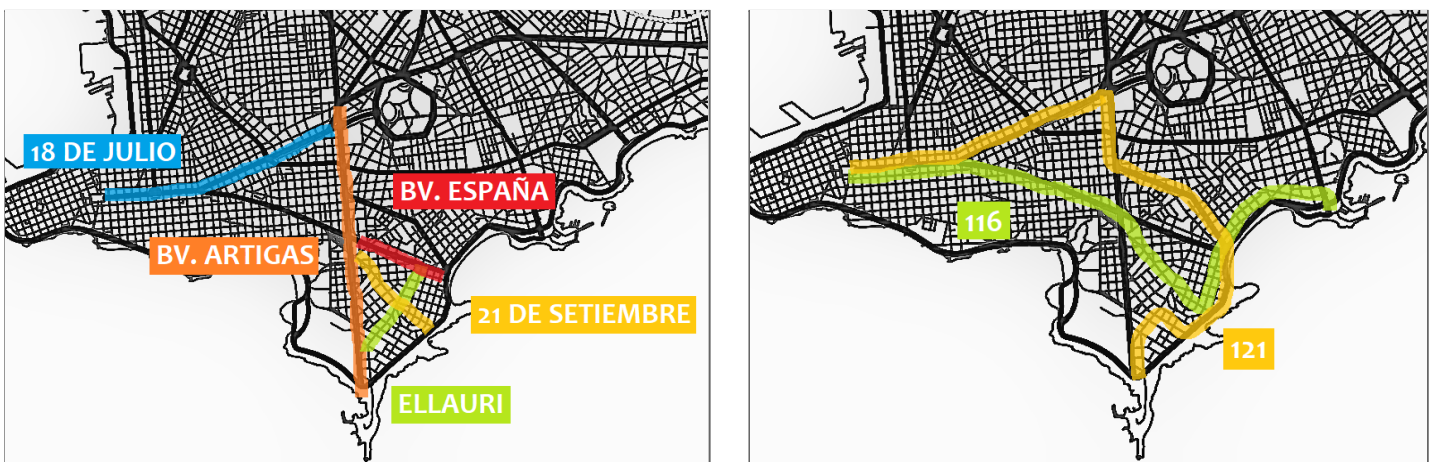 18 DE JULIO
BV. ESPAÑA
BV. ARTIGAS
21 DE SETIEMBRE
ELLAURI
116
121